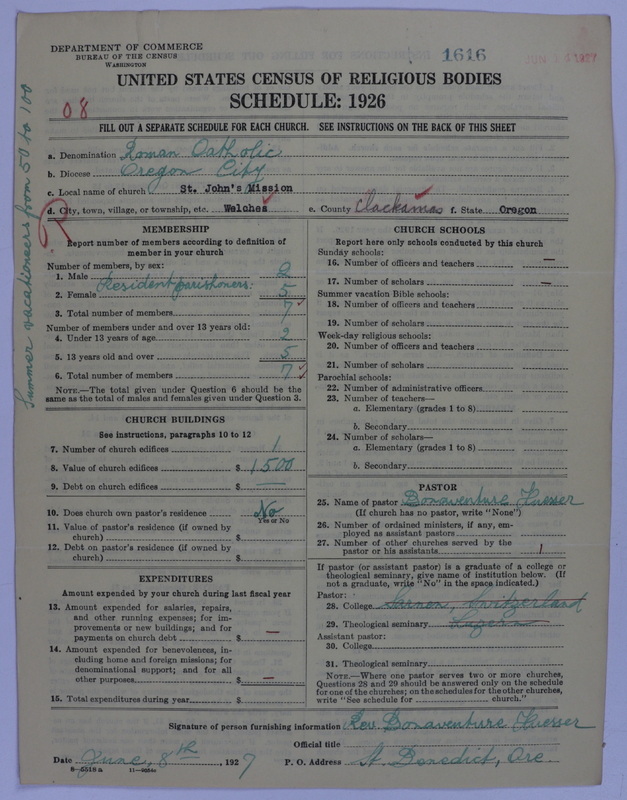 DEPARTMENT OF COMMERCE
BUREAU OF THE CENSUS
WASHINGTON
1616
1927
UNITED STATES CENSUS OF RELIGIOUS BODIES
SCHEDULE: 1926
08
FILL OUT A SEPARATE SCHEDULE FOR EACH CHURCH. SEE INSTRUCTIONS ON THE BACK OF THIS SHEET
a. Denomination Roman Catholic
b. Diocese Oregon City
c. Local name of church St. John's Mission
d. City, town, village, or township, etc. Welches e. County Clackamas f. State Oregon
R
Summer vacationeers from 50 to 100
MEMBERSHIP
Report number of members according to definition of
member in your church
Number of members, by sex:
1. Male 2
Resident parishoners:
2. Female 5
3. Total number of members 7
Number of members under and over 13 years old:
4. Under 13 years of age 2
5. 13 years old and over 5
6. Total number of members 7
NOTE.—The total given under Question 6 should be
the same as the total of males and females given under Question 3.
CHURCH BUILDINGS
See instructions, paragraphs 10 to 12
7. Number of church edifices 1
8. Value of church edifices $ 1500
9. Debt on church edifices $ —
10. Does church own pastor's residence No
Yes or No
11. Value of pastor's residence (if owned by
church) $
12. Debt on pastor's residence (if owned by
church) $
EXPENDITURES
Amount expended by your church during last fiscal year
13. Amount expended for salaries, repairs,
and other running expenses; for im-
provements or new buildings; and for
payments on church debt $ —
14. Amount expended for benevolences, in-
cluding home and foreign missions; for
denominational support; and for all
other purposes $ —
15. Total expenditures during year $
CHURCH SCHOOLS
Report here only schools conducted by this church
Sunday schools:
16. Number of officers and teachers —
17. Number of scholars —
Summer vacation Bible schools:
18. Number of officers and teachers
19. Number of scholars
Week-day religious schools:
20. Number of officers and teachers
21. Number of scholars
Parochial schools:
22. Number of administrative officers
23. Number of teachers—
a. Elementary (grades 1 to 8)
b. Secondary
24. Number of scholars—
a. Elementary (grades 1 to 8)
b. Secondary
PASTOR
25. Name of pastor Bonaventure Huesser
(If church has no pastor, write "None")
26. Number of ordained ministers, if any, em-
ployed as assistant pastors
27. Number of other churches served by the
pastor or his assistants 1
If pastor (or assistant pastor) is a graduate of a college or
theological seminary, give name of institution below. (If
not a graduate, write "No" in the space indicated.)
Pastor:
28. College Sarnen, Switzerland
29. Theological seminary
Assistant pastor:
30. College
31. Theological seminary
NOTE.—Where one pastor serves two or more churches,
Questions 28 and 29 should be answered only on the schedule
for one of the churches; on the schedules for the other churches,
write "See schedule for church."
Signature of person furnishing information Rev. Bonaventure Huesser
Official title
Date June, 8th, 1927 P. O. Address St. Benedict, Ore.
8—5518 a